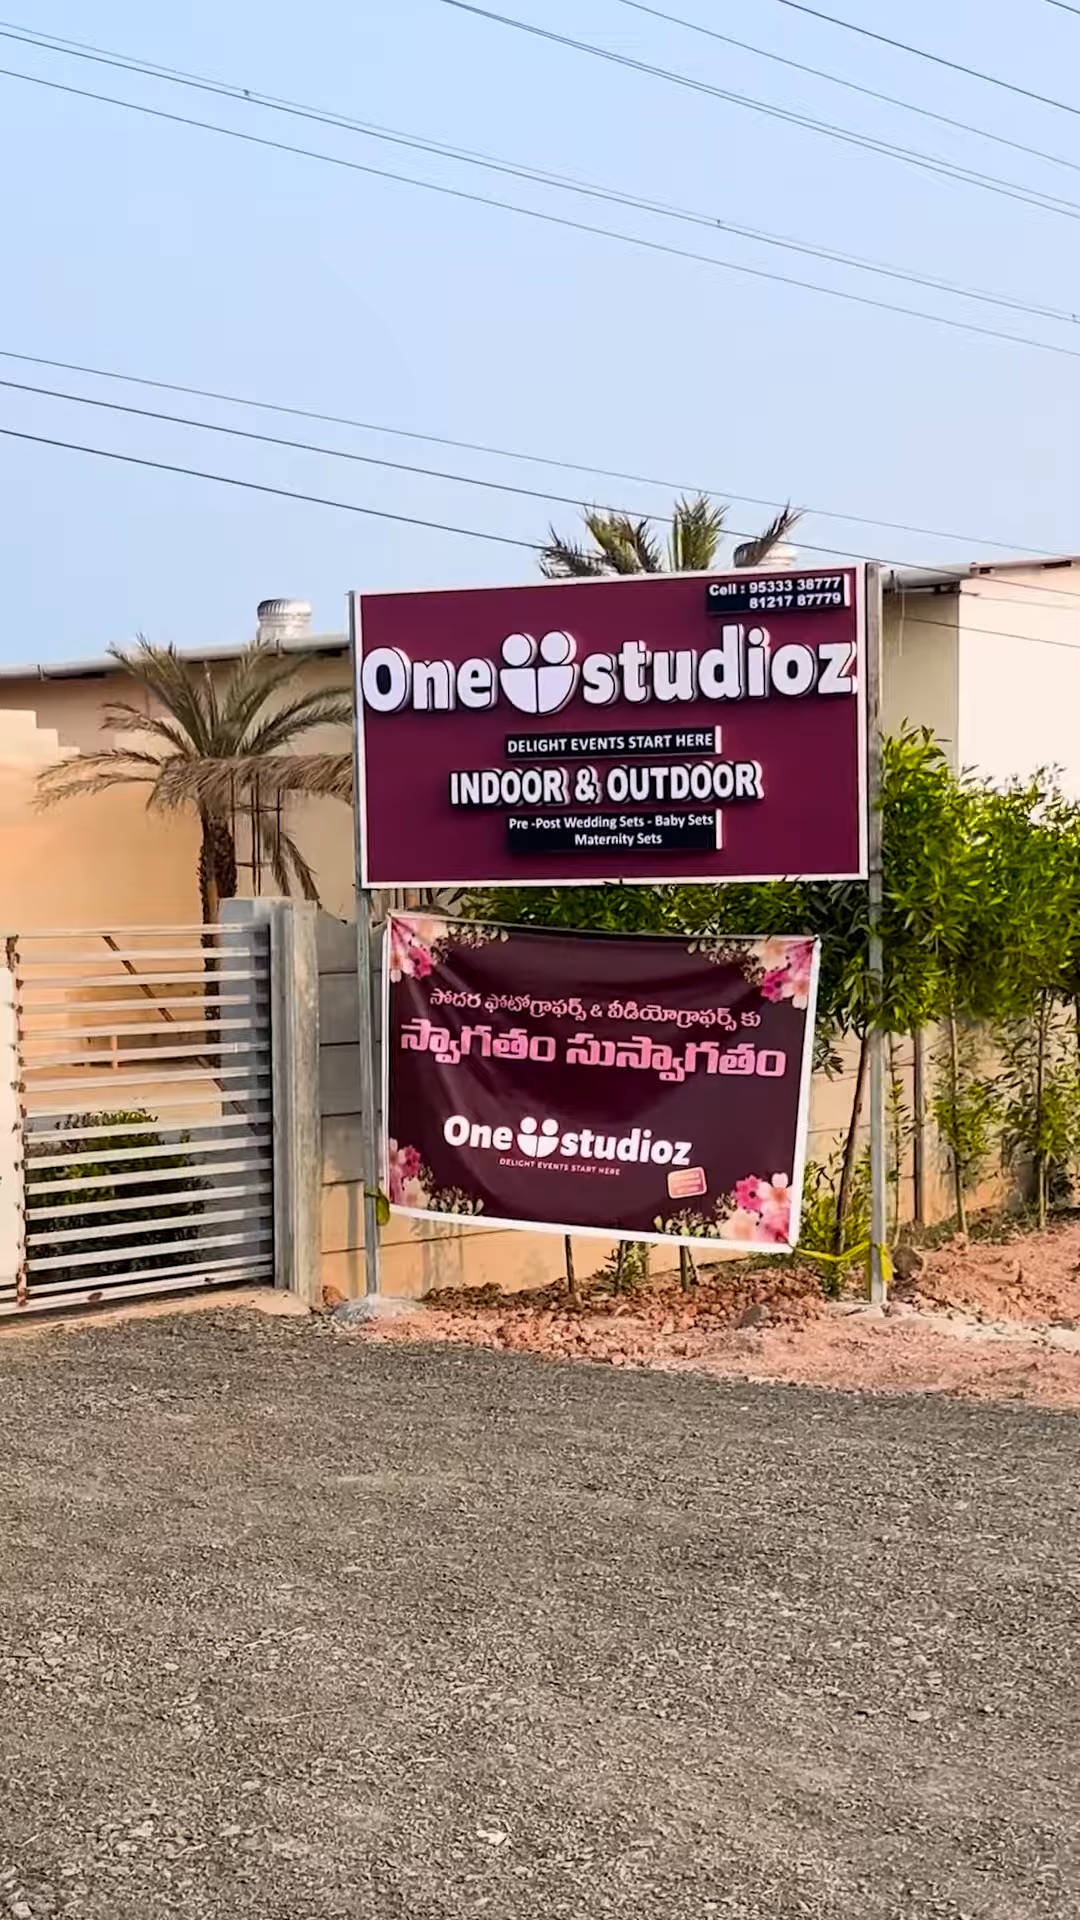 Cell : 95333 38777
81217 87779
One studioz
DELIGHT EVENTS START HERE
INDOOR & OUTDOOR
Pre -Post Wedding Sets - Baby Sets
Maternity Sets
సోదర ఫోటోగ్రాఫర్స్ & వీడియోగ్రాఫర్స్ కు
స్వాగతం సుస్వాగతం
One studioz
DELIGHT EVENTS START HERE